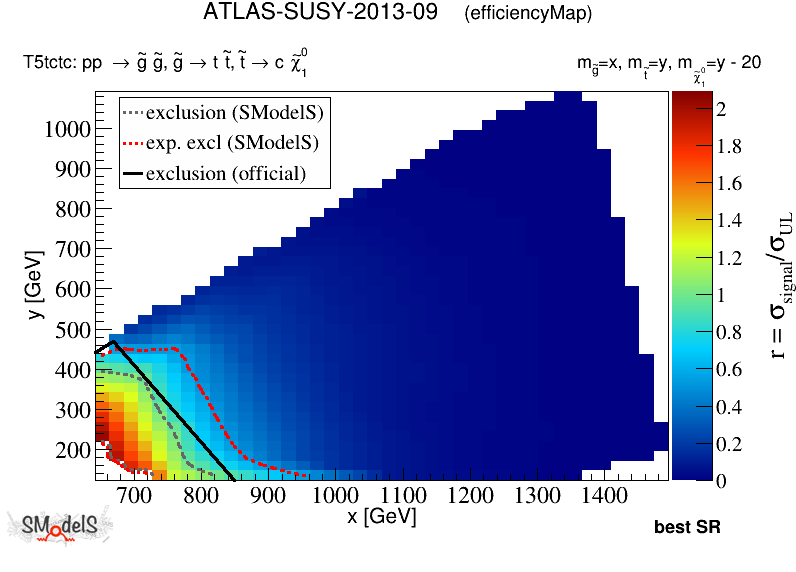 ATLAS-SUSY-2013-09 (efficiencyMap)
T5tctc: pp → g̃ g̃, g̃ → t t̃, t̃ → c χ̃₁⁰ m_g̃=x, m_t̃=y, m_χ̃₁⁰=y - 20
exclusion (SModelS)
exp. excl (SModelS)
exclusion (official)
1000
900
800
700
600
500
400
300
200
y [GeV]
700 800 900 1000 1100 1200 1300 1400
x [GeV]
2
1.8
1.6
1.4
1.2
1
0.8
0.6
0.4
0.2
0
r = σ_signal/σ_UL
SModelS
best SR